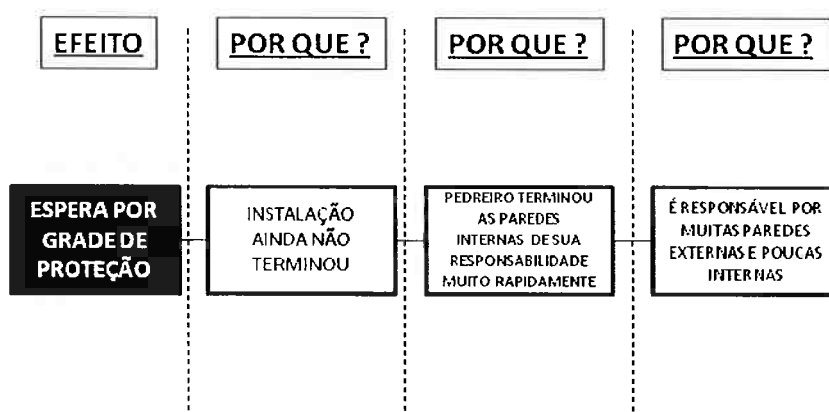 EFEITO
POR QUE ?
POR QUE ?
POR QUE ?
ESPERA POR
GRADE DE
PROTEÇÃO
INSTALAÇÃO
AINDA NÃO
TERMINOU
PEDREIRO TERMINOU
AS PAREDES
INTERNAS DE SUA
RESPONSABILIDADE
MUITO RAPIDAMENTE
É RESPONSÁVEL POR
MUITAS PAREDES
EXTERNAS E POUCAS
INTERNAS